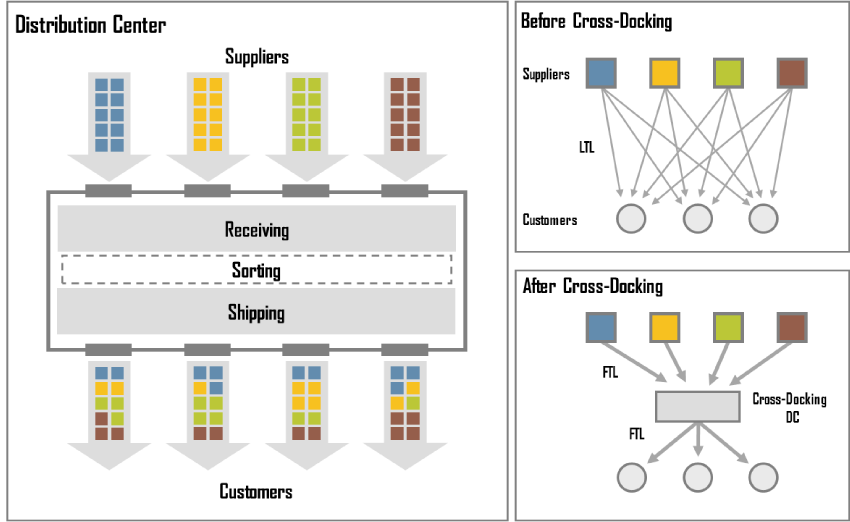 Distribution Center
Suppliers
Receiving
Sorting
Shipping
Customers
Before Cross-Docking
Suppliers
LTL
Customers
After Cross-Docking
FTL
Cross-Docking
DC
FTL